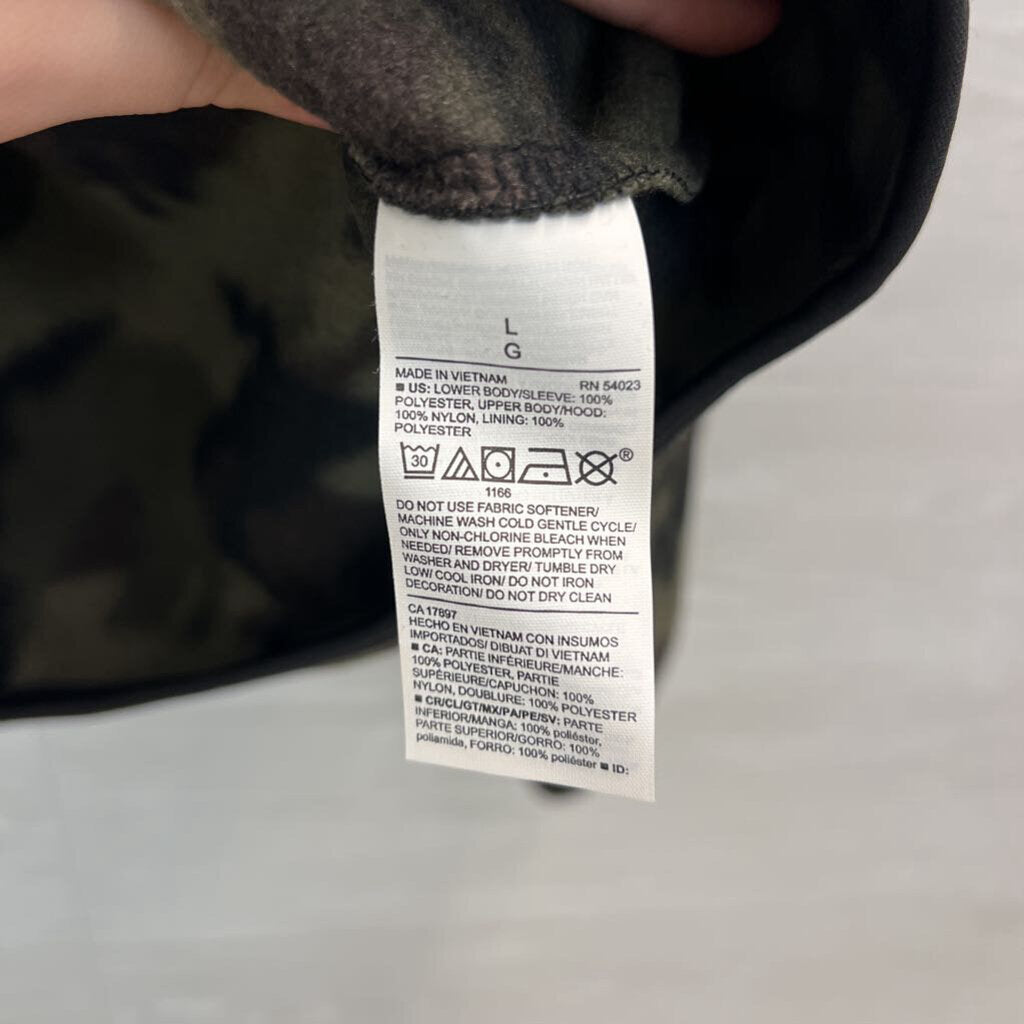 L
G
MADE IN VIETNAM RN 54023
■ US: LOWER BODY/SLEEVE: 100%
POLYESTER, UPPER BODY/HOOD:
100% NYLON, LINING: 100%
POLYESTER
30 ®
1166
DO NOT USE FABRIC SOFTENER/
MACHINE WASH COLD GENTLE CYCLE/
ONLY NON-CHLORINE BLEACH WHEN
NEEDED/ REMOVE PROMPTLY FROM
WASHER AND DRYER/ TUMBLE DRY
LOW/ COOL IRON/ DO NOT IRON
DECORATION/ DO NOT DRY CLEAN
CA 17897
HECHO EN VIETNAM CON INSUMOS
IMPORTADOS/ DIBUAT DI VIETNAM
■ CA: PARTIE INFÉRIEURE/MANCHE:
100% POLYESTER, PARTIE
SUPÉRIEURE/CAPUCHON: 100%
NYLON, DOUBLURE: 100% POLYESTER
■ CR/CL/GT/MX/PA/PE/SV: PARTE
INFERIOR/MANGA: 100% poliéster,
PARTE SUPERIOR/GORRO: 100%
poliamida, FORRO: 100% poliéster ■ ID: